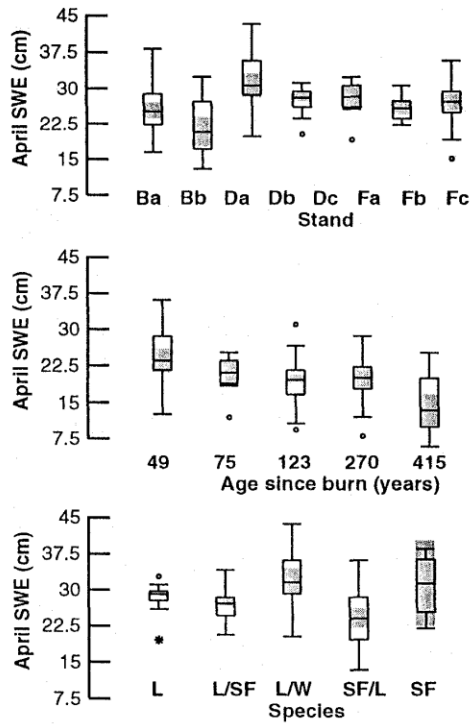 April SWE (cm)
45
37.5
30
22.5
15
7.5
Ba Bb Da Db Dc Fa Fb Fc
Stand
April SWE (cm)
45
37.5
30
22.5
15
7.5
49 75 123 270 415
Age since burn (years)
April SWE (cm)
45
37.5
30
22.5
15
7.5
L L/SF L/W SF/L SF
Species